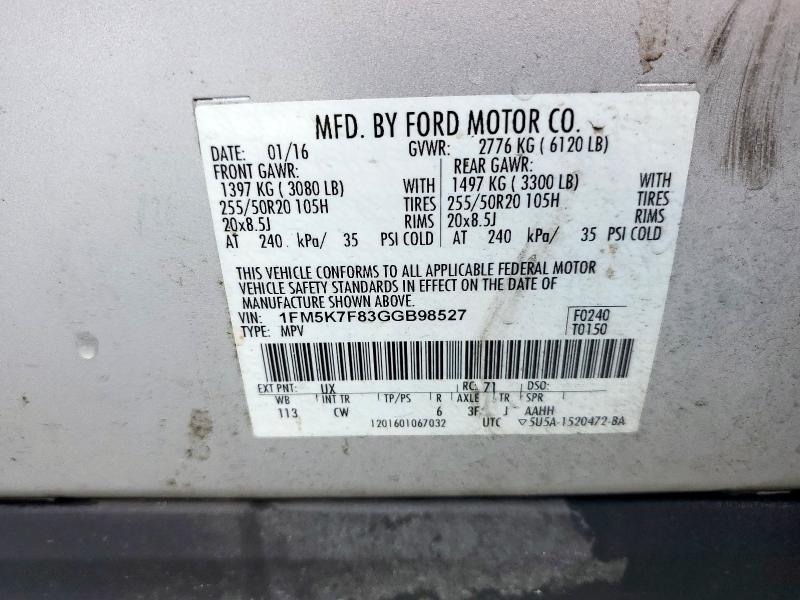 MFD. BY FORD MOTOR CO.
DATE: 01/16 GVWR: 2776 KG ( 6120 LB)
FRONT GAWR: REAR GAWR:
1397 KG ( 3080 LB) WITH 1497 KG ( 3300 LB) WITH
255/50R20 105H TIRES 255/50R20 105H TIRES
20x8.5J RIMS 20x8.5J RIMS
AT 240 kPa/ 35 PSI COLD AT 240 kPa/ 35 PSI COLD
THIS VEHICLE CONFORMS TO ALL APPLICABLE FEDERAL MOTOR
VEHICLE SAFETY STANDARDS IN EFFECT ON THE DATE OF
MANUFACTURE SHOWN ABOVE.
VIN: 1FM5K7F83GGB98527 F0240
TYPE: MPV T0150
EXT PNT: UX RC: 71 DSO:
WB INT TR TP/PS R AXLE TR SPR
113 CW 6 3F J AAHH
1201601067032 UTC ▽5U5A-1520472-BA